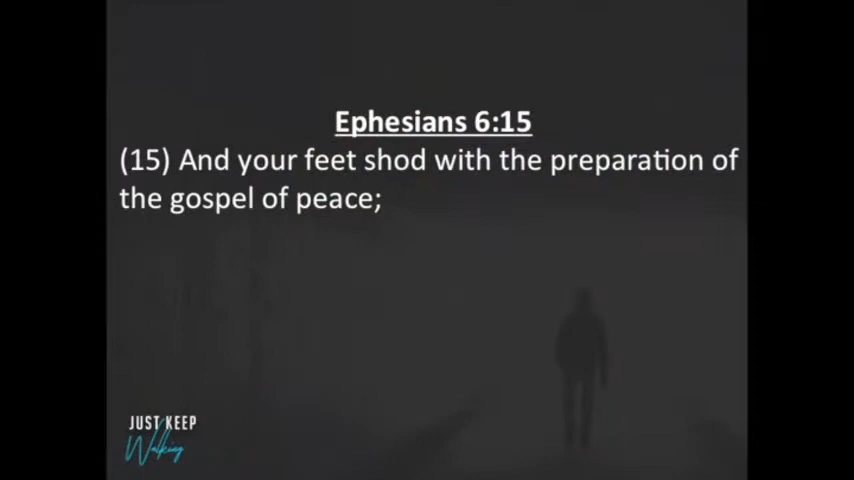 Ephesians 6:15
(15) And your feet shod with the preparation of
the gospel of peace;
JUST KEEP
Walking